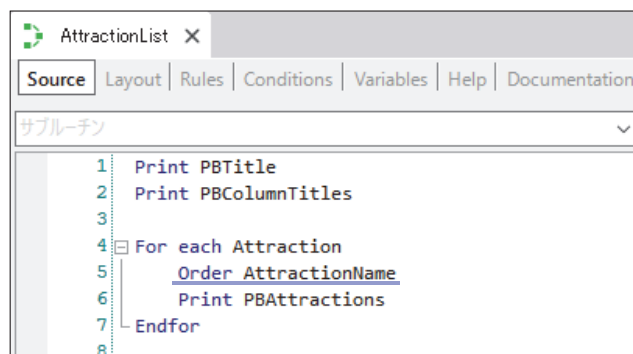 AttractionList
Source Layout Rules Conditions Variables Help Documentation
サブルーチン
1 Print PBTitle
2 Print PBColumnTitles
3
4 For each Attraction
5 Order AttractionName
6 Print PBAttractions
7 Endfor
8